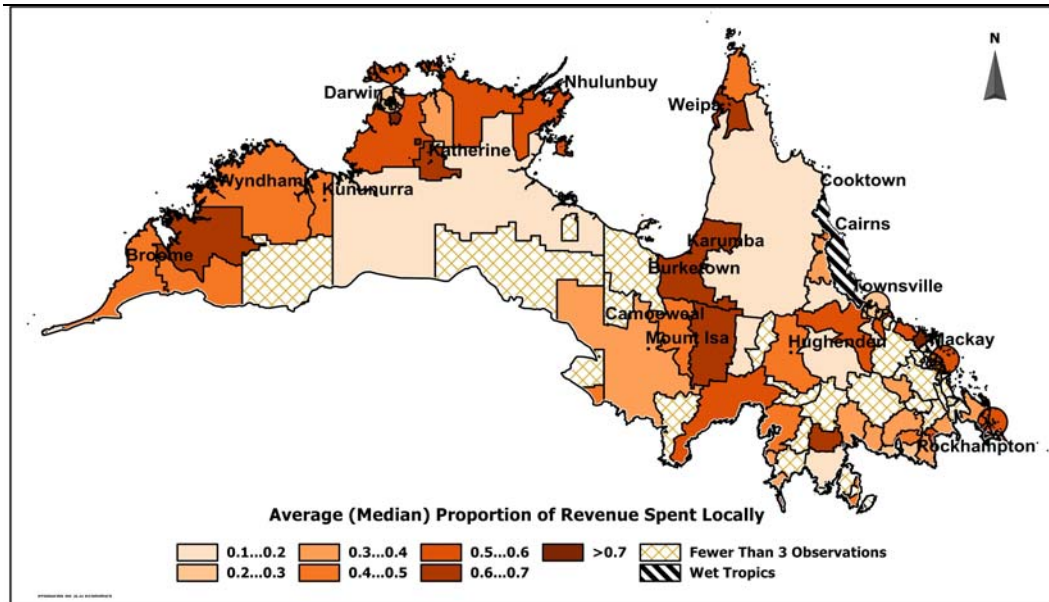 N
Nhulunbuy
Darwin
Weipa
Katherine
Wyndham
Kununurra
Cooktown
Cairns
Karumba
Broome
Burketown
Townsville
Camooweal
Mount Isa
Hughenden
Mackay
Rockhampton
Average (Median) Proportion of Revenue Spent Locally
0.1...0.2 0.3...0.4 0.5...0.6 >0.7 Fewer Than 3 Observations
0.2...0.3 0.4...0.5 0.6...0.7 Wet Tropics